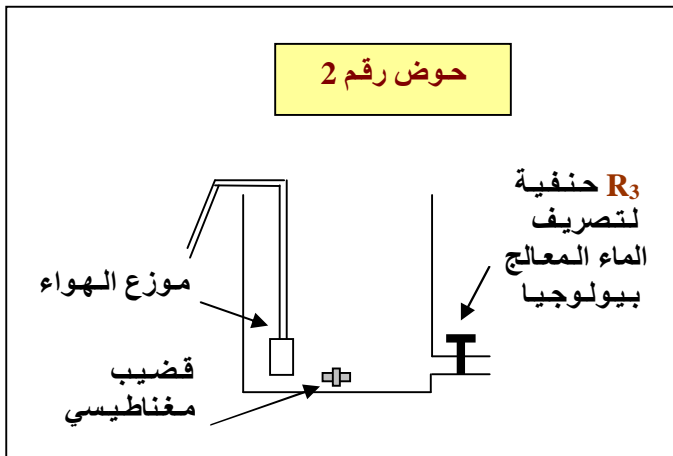 حوض رقم 2
R3 حنفية
لتصريف
الماء المعالج
بيولوجيا
موزع الهواء
قضيب
مغناطيسي